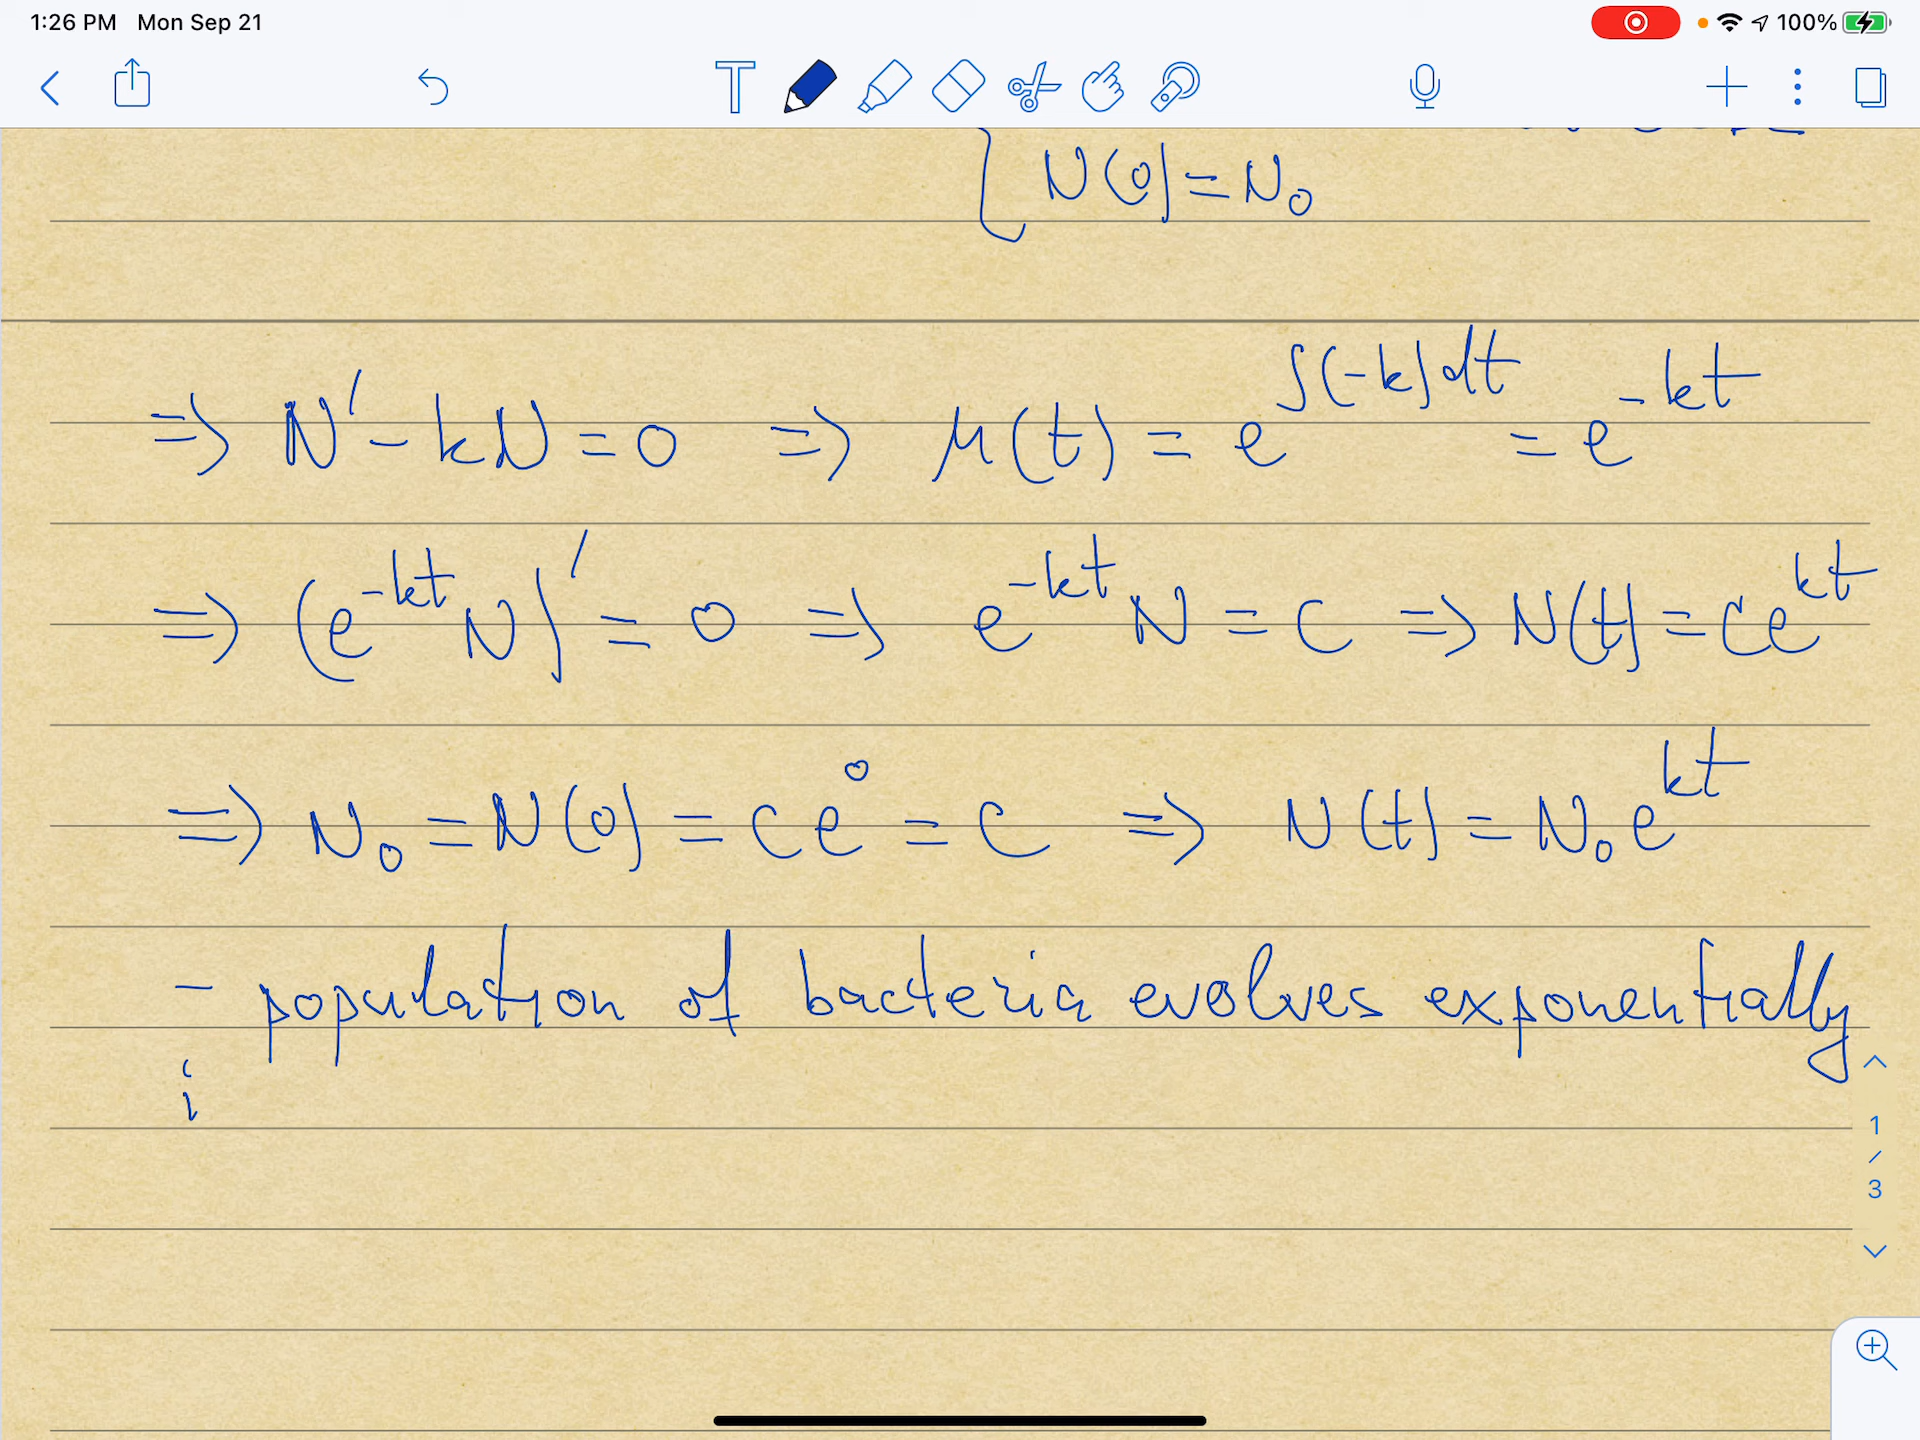 1:26 PM Mon Sep 21 100%
T
N(0) = N₀
=> N' - kN = 0 => μ(t) = e^{∫(-k)dt} = e^{-kt}
=> (e^{-kt} N)' = 0 => e^{-kt} N = C => N(t) = Ce^{kt}
=> N₀ = N(0) = Ce⁰ = C => N(t) = N₀e^{kt}
- population of bacteria evolves exponentially
i
1
/
3